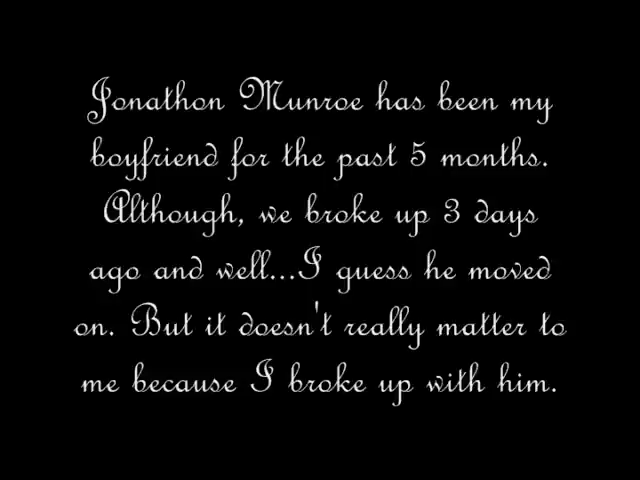 Jonathon Munroe has been my
boyfriend for the past 5 months.
Although, we broke up 3 days
ago and well...I guess he moved
on. But it doesn't really matter to
me because I broke up with him.